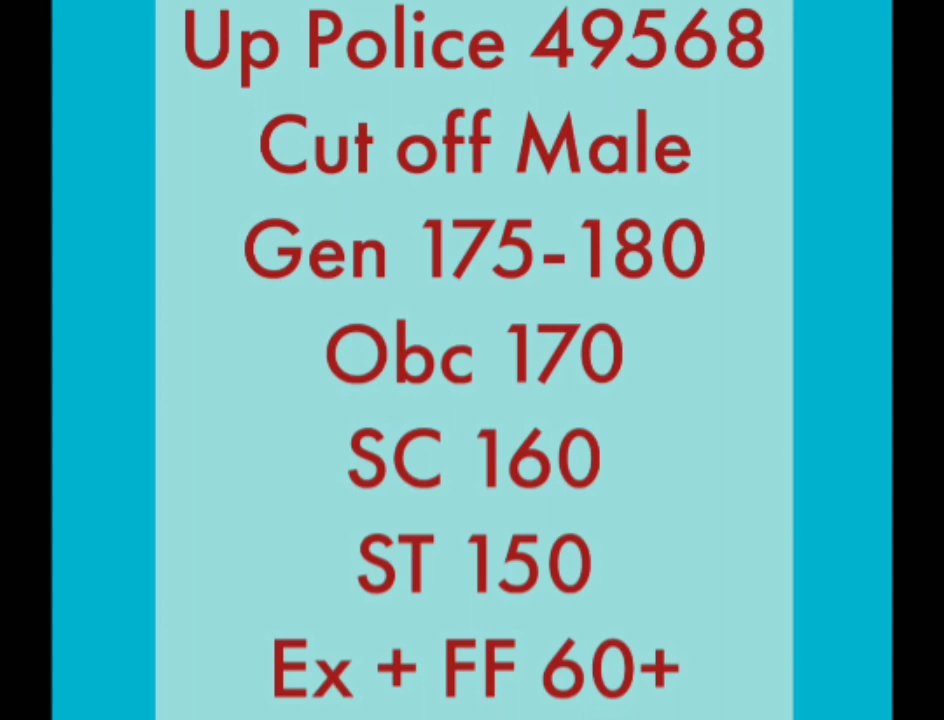 Up Police 49568
Cut off Male
Gen 175-180
Obc 170
SC 160
ST 150
Ex + FF 60+